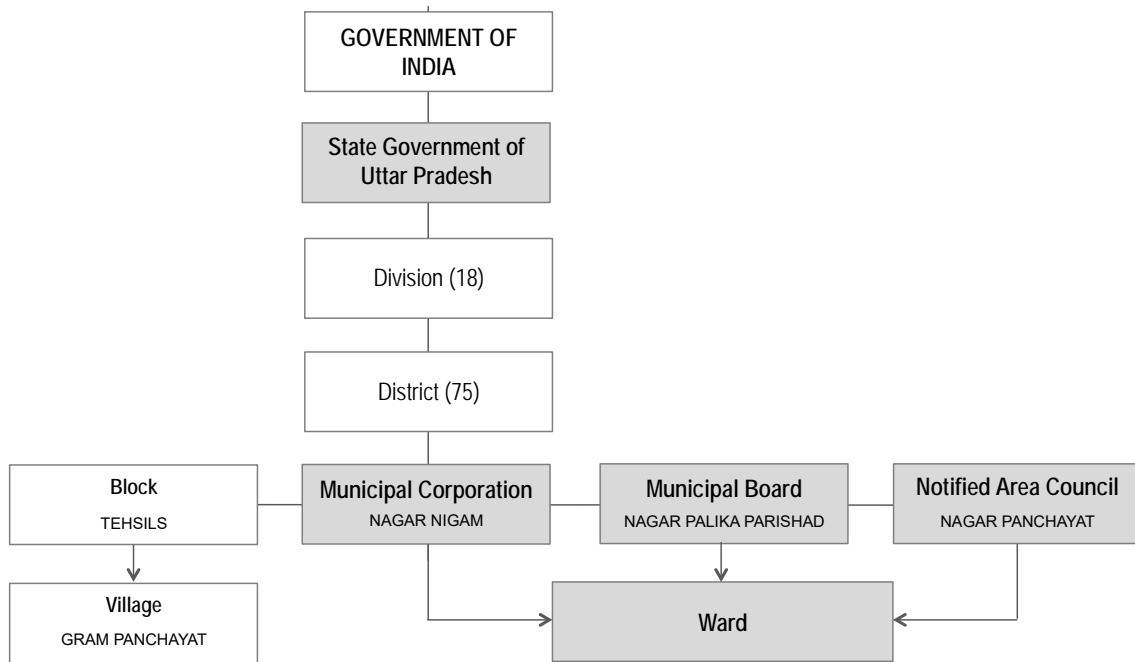 GOVERNMENT OF
INDIA
State Government of
Uttar Pradesh
Division (18)
District (75)
Block
TEHSILS
Municipal Corporation
NAGAR NIGAM
Municipal Board
NAGAR PALIKA PARISHAD
Notified Area Council
NAGAR PANCHAYAT
Village
GRAM PANCHAYAT
Ward